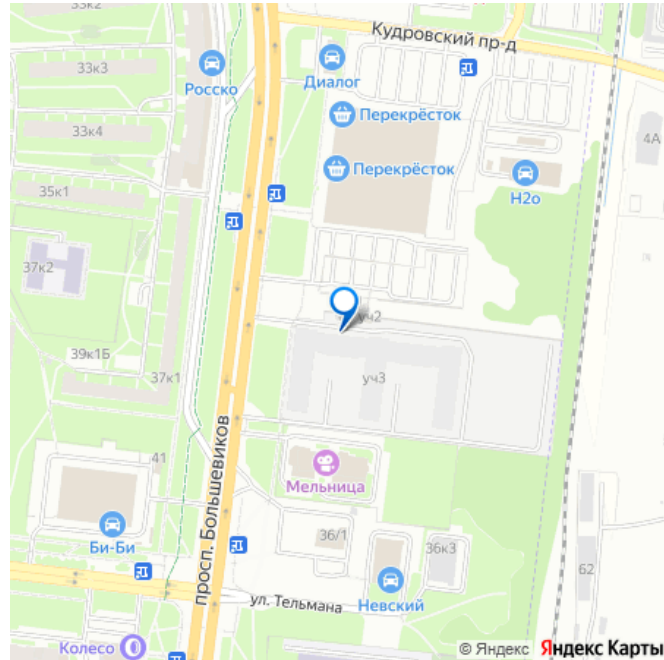 33к2
Кудровский пр-д
33к3
Росско
Диалог
Перекрёсток
33к4
4А
Перекрёсток
35к1
Н2о
37к2
уч2
39к1Б
37к1
уч3
просп. Большевиков
41
Мельница
Би-Би
36/1
36к3
62
ул. Тельмана
Невский
Колесо
© Яндекс Яндекс Карты